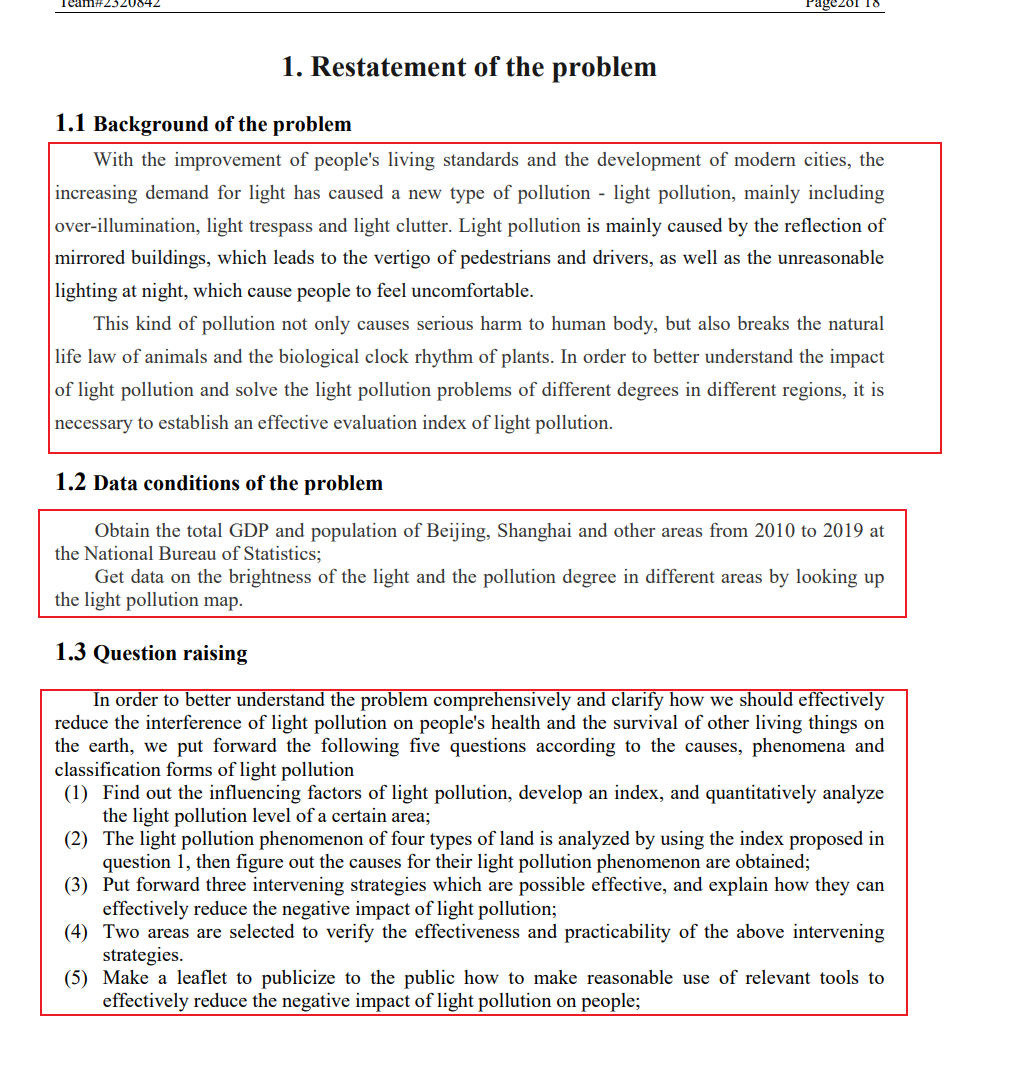 Team#2320842 Page2of 18
1. Restatement of the problem
1.1 Background of the problem
With the improvement of people's living standards and the development of modern cities, the
increasing demand for light has caused a new type of pollution - light pollution, mainly including
over-illumination, light trespass and light clutter. Light pollution is mainly caused by the reflection of
mirrored buildings, which leads to the vertigo of pedestrians and drivers, as well as the unreasonable
lighting at night, which cause people to feel uncomfortable.
This kind of pollution not only causes serious harm to human body, but also breaks the natural
life law of animals and the biological clock rhythm of plants. In order to better understand the impact
of light pollution and solve the light pollution problems of different degrees in different regions, it is
necessary to establish an effective evaluation index of light pollution.
1.2 Data conditions of the problem
Obtain the total GDP and population of Beijing, Shanghai and other areas from 2010 to 2019 at
the National Bureau of Statistics;
Get data on the brightness of the light and the pollution degree in different areas by looking up
the light pollution map.
1.3 Question raising
In order to better understand the problem comprehensively and clarify how we should effectively
reduce the interference of light pollution on people's health and the survival of other living things on
the earth, we put forward the following five questions according to the causes, phenomena and
classification forms of light pollution
(1) Find out the influencing factors of light pollution, develop an index, and quantitatively analyze
the light pollution level of a certain area;
(2) The light pollution phenomenon of four types of land is analyzed by using the index proposed in
question 1, then figure out the causes for their light pollution phenomenon are obtained;
(3) Put forward three intervening strategies which are possible effective, and explain how they can
effectively reduce the negative impact of light pollution;
(4) Two areas are selected to verify the effectiveness and practicability of the above intervening
strategies.
(5) Make a leaflet to publicize to the public how to make reasonable use of relevant tools to
effectively reduce the negative impact of light pollution on people;